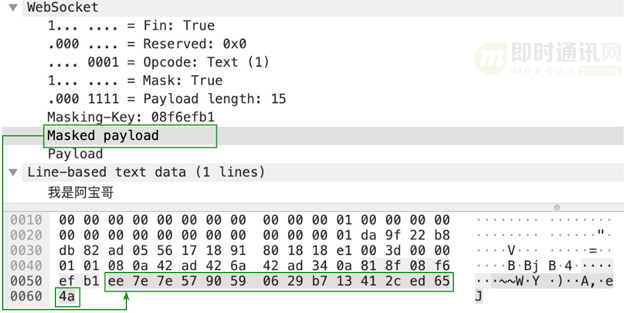 WebSocket
1... .... = Fin: True
.000 .... = Reserved: 0x0
.... 0001 = Opcode: Text (1)
1... .... = Mask: True
.000 1111 = Payload length: 15
Masking-Key: 08f6efb1
Masked payload
Payload
Line-based text data (1 lines)
我是阿宝哥
即时通讯网
0010 00 00 00 00 00 00 00 00 00 00 00 01 00 00 00 00 ········ ········
0020 00 00 00 00 00 00 00 00 00 00 00 01 da 9f 22 b8 ········ ······"·
0030 db 82 ad 05 56 17 18 91 80 18 18 e1 00 3d 00 00 ····V··· ·····=··
0040 01 01 08 0a 42 ad 42 6a 42 ad 34 0a 81 8f 08 f6 ····B·Bj B·4·····
0050 ef b1 ee 7e 7e 57 90 59 06 29 b7 13 41 2c ed 65 ···~~W·Y ·)··A,·e
0060 4a J